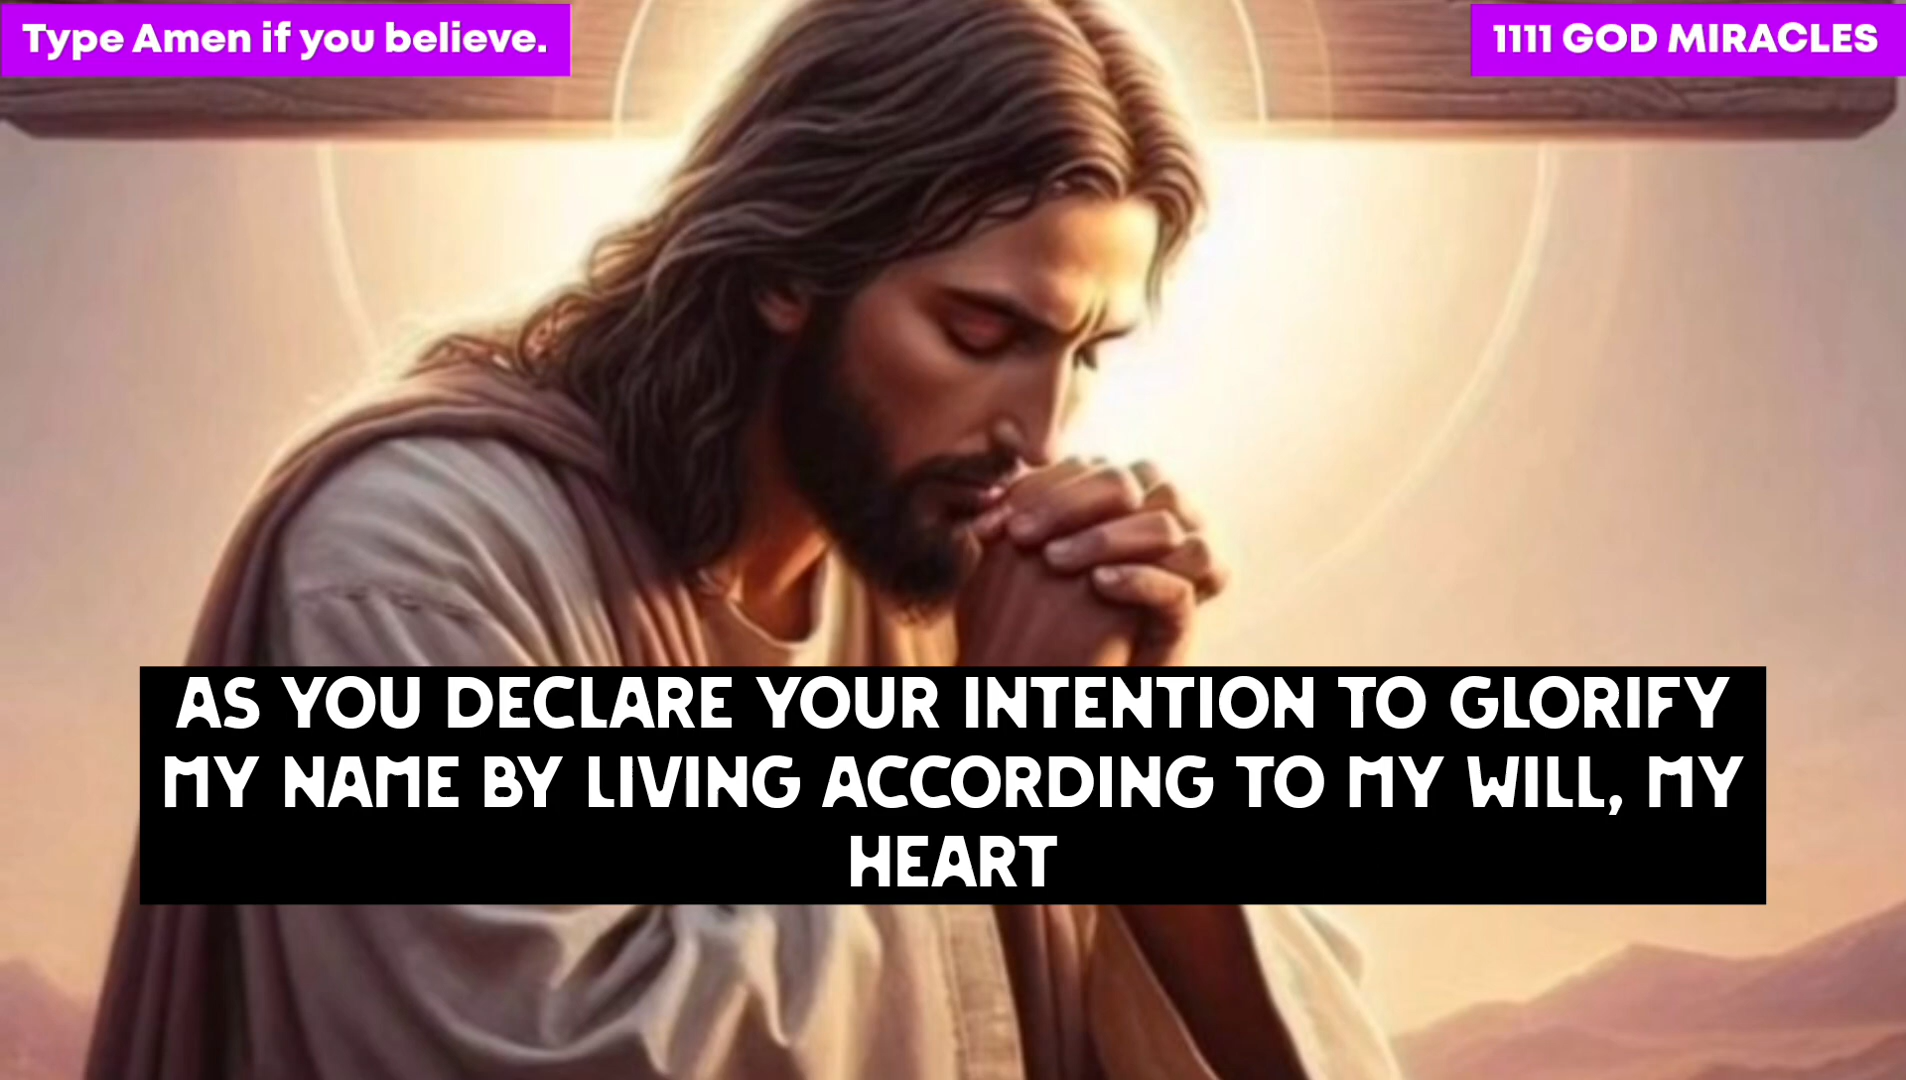 Type Amen if you believe.
1111 GOD MIRACLES
AS YOU DECLARE YOUR INTENTION TO GLORIFY
MY NAME BY LIVING ACCORDING TO MY WILL, MY
HEART